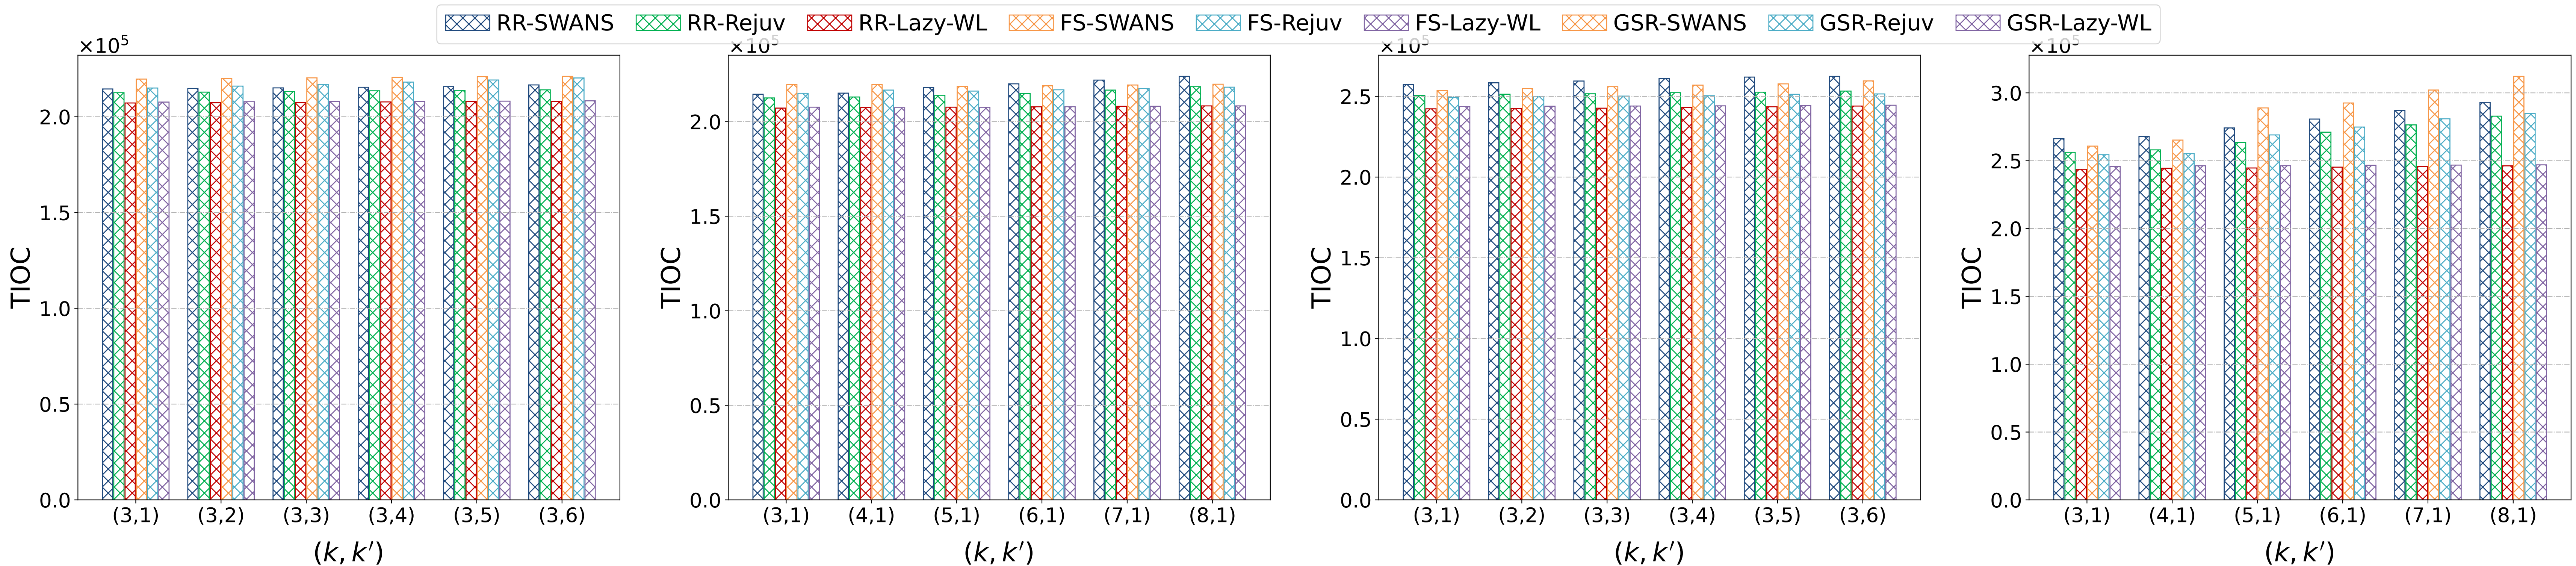 RR-SWANS RR-Rejuv RR-Lazy-WL FS-SWANS FS-Rejuv FS-Lazy-WL GSR-SWANS GSR-Rejuv GSR-Lazy-WL
×10⁵
TIOC
2.0
1.5
1.0
0.5
0.0
(3,1) (3,2) (3,3) (3,4) (3,5) (3,6)
(k, k′)
×10⁵
TIOC
2.0
1.5
1.0
0.5
0.0
(3,1) (4,1) (5,1) (6,1) (7,1) (8,1)
(k, k′)
×10⁵
TIOC
2.5
2.0
1.5
1.0
0.5
0.0
(3,1) (3,2) (3,3) (3,4) (3,5) (3,6)
(k, k′)
×10⁵
TIOC
3.0
2.5
2.0
1.5
1.0
0.5
0.0
(3,1) (4,1) (5,1) (6,1) (7,1) (8,1)
(k, k′)